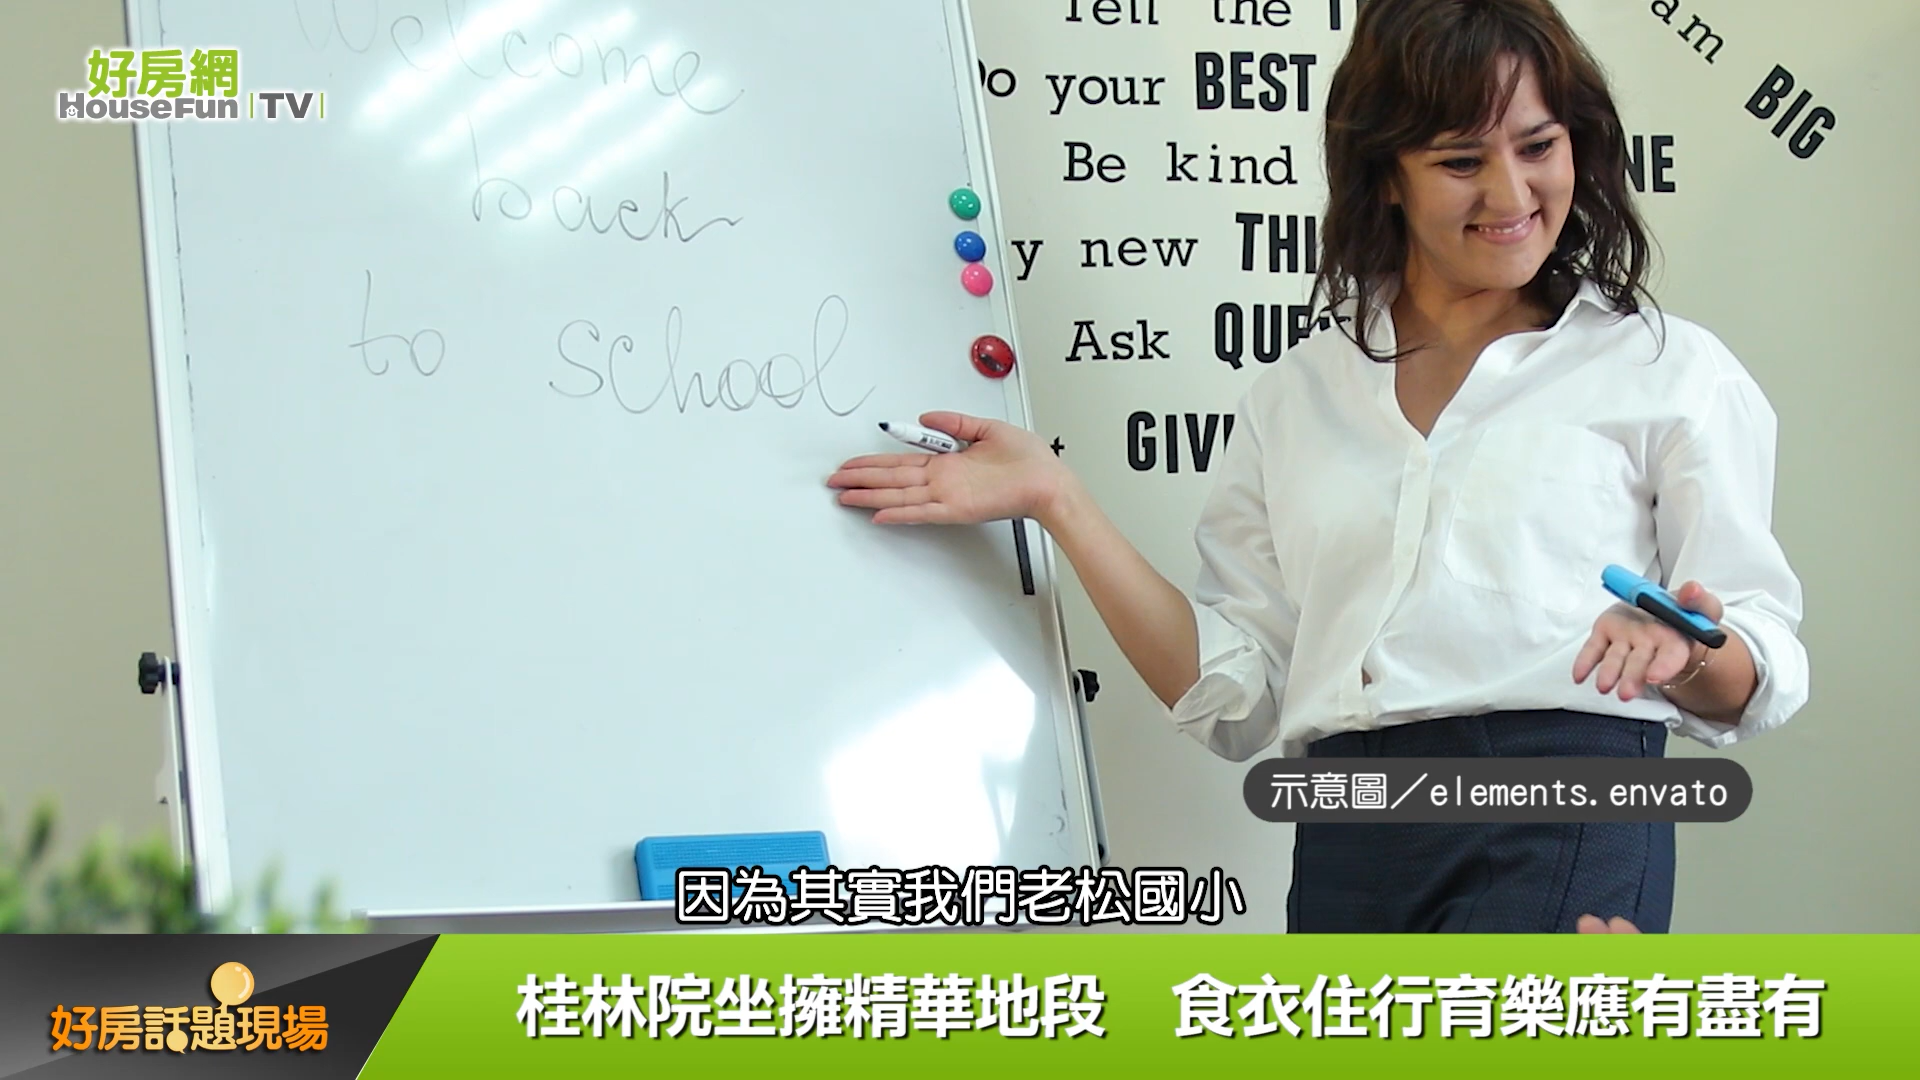 好房網
HouseFun TV
Welcome
back
to school
Tell the
Do your BEST
Be kind
y new THI
Ask QUE
GIV
am BIG
NE
示意圖／elements.envato
因為其實我們老松國小
好房話題現場
桂林院坐擁精華地段 食衣住行育樂應有盡有